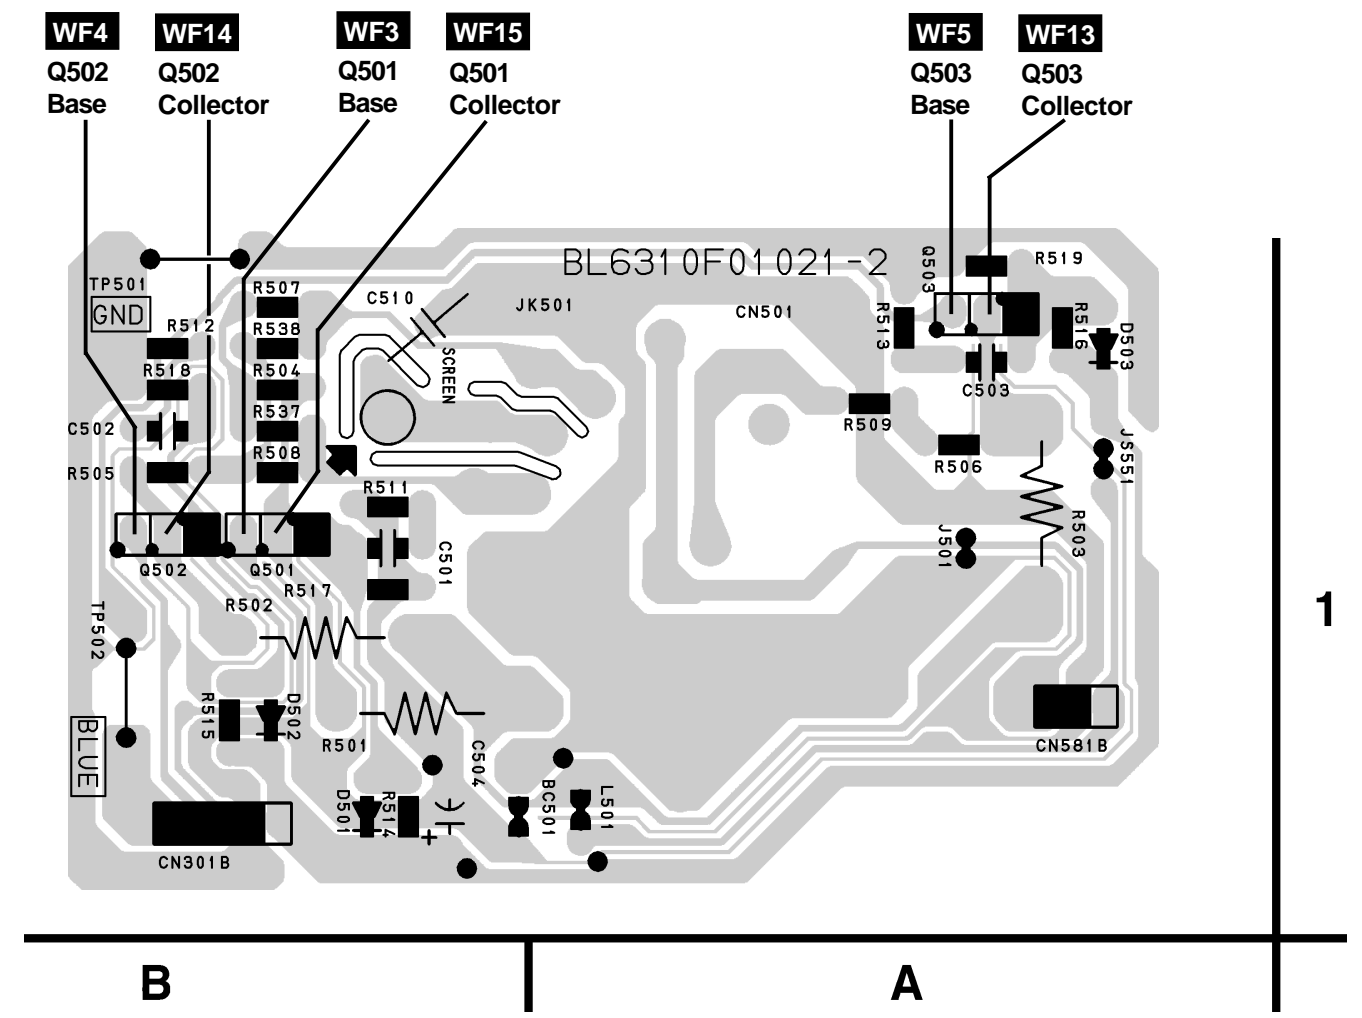 WF4
Q502
Base
WF14
Q502
Collector
WF3
Q501
Base
WF15
Q501
Collector
WF5
Q503
Base
WF13
Q503
Collector
BL6310F01021-2
Q503
R519
TP501
GND
R507
C510
JK501
CN501
R512
R538
R513
R516
D503
R518
R504
SCREEN
C503
C502
R537
R509
JS551
R505
R508
R506
R511
R503
J501
C501
Q502
Q501
R517
R502
TP502
R515
D502
R501
C504
CN581B
BLUE
D501
R514
+
BC501
L501
CN301B
1
B
A